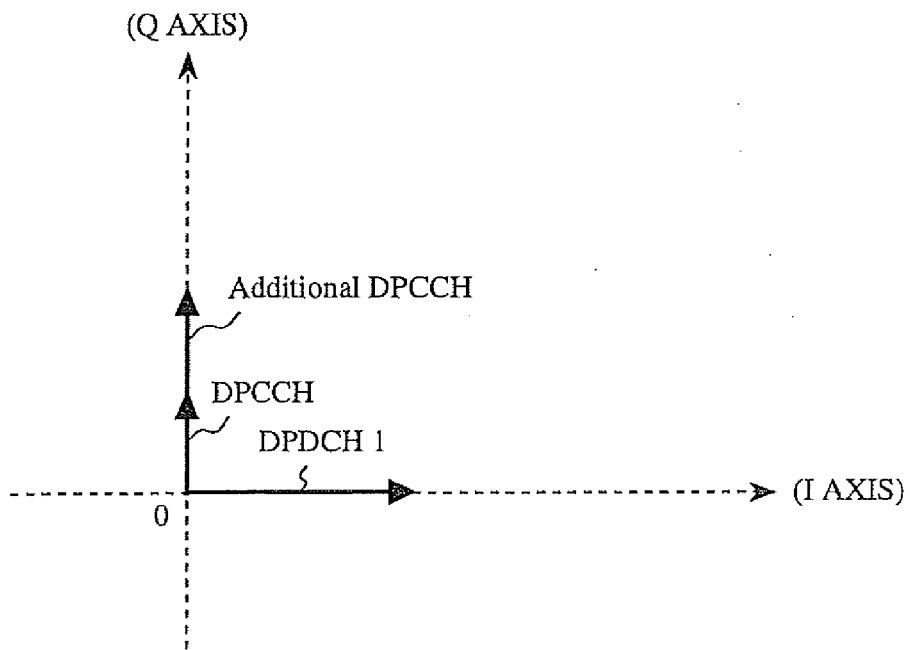 (Q AXIS)
Additional DPCCH
DPCCH
DPDCH 1
(I AXIS)
0